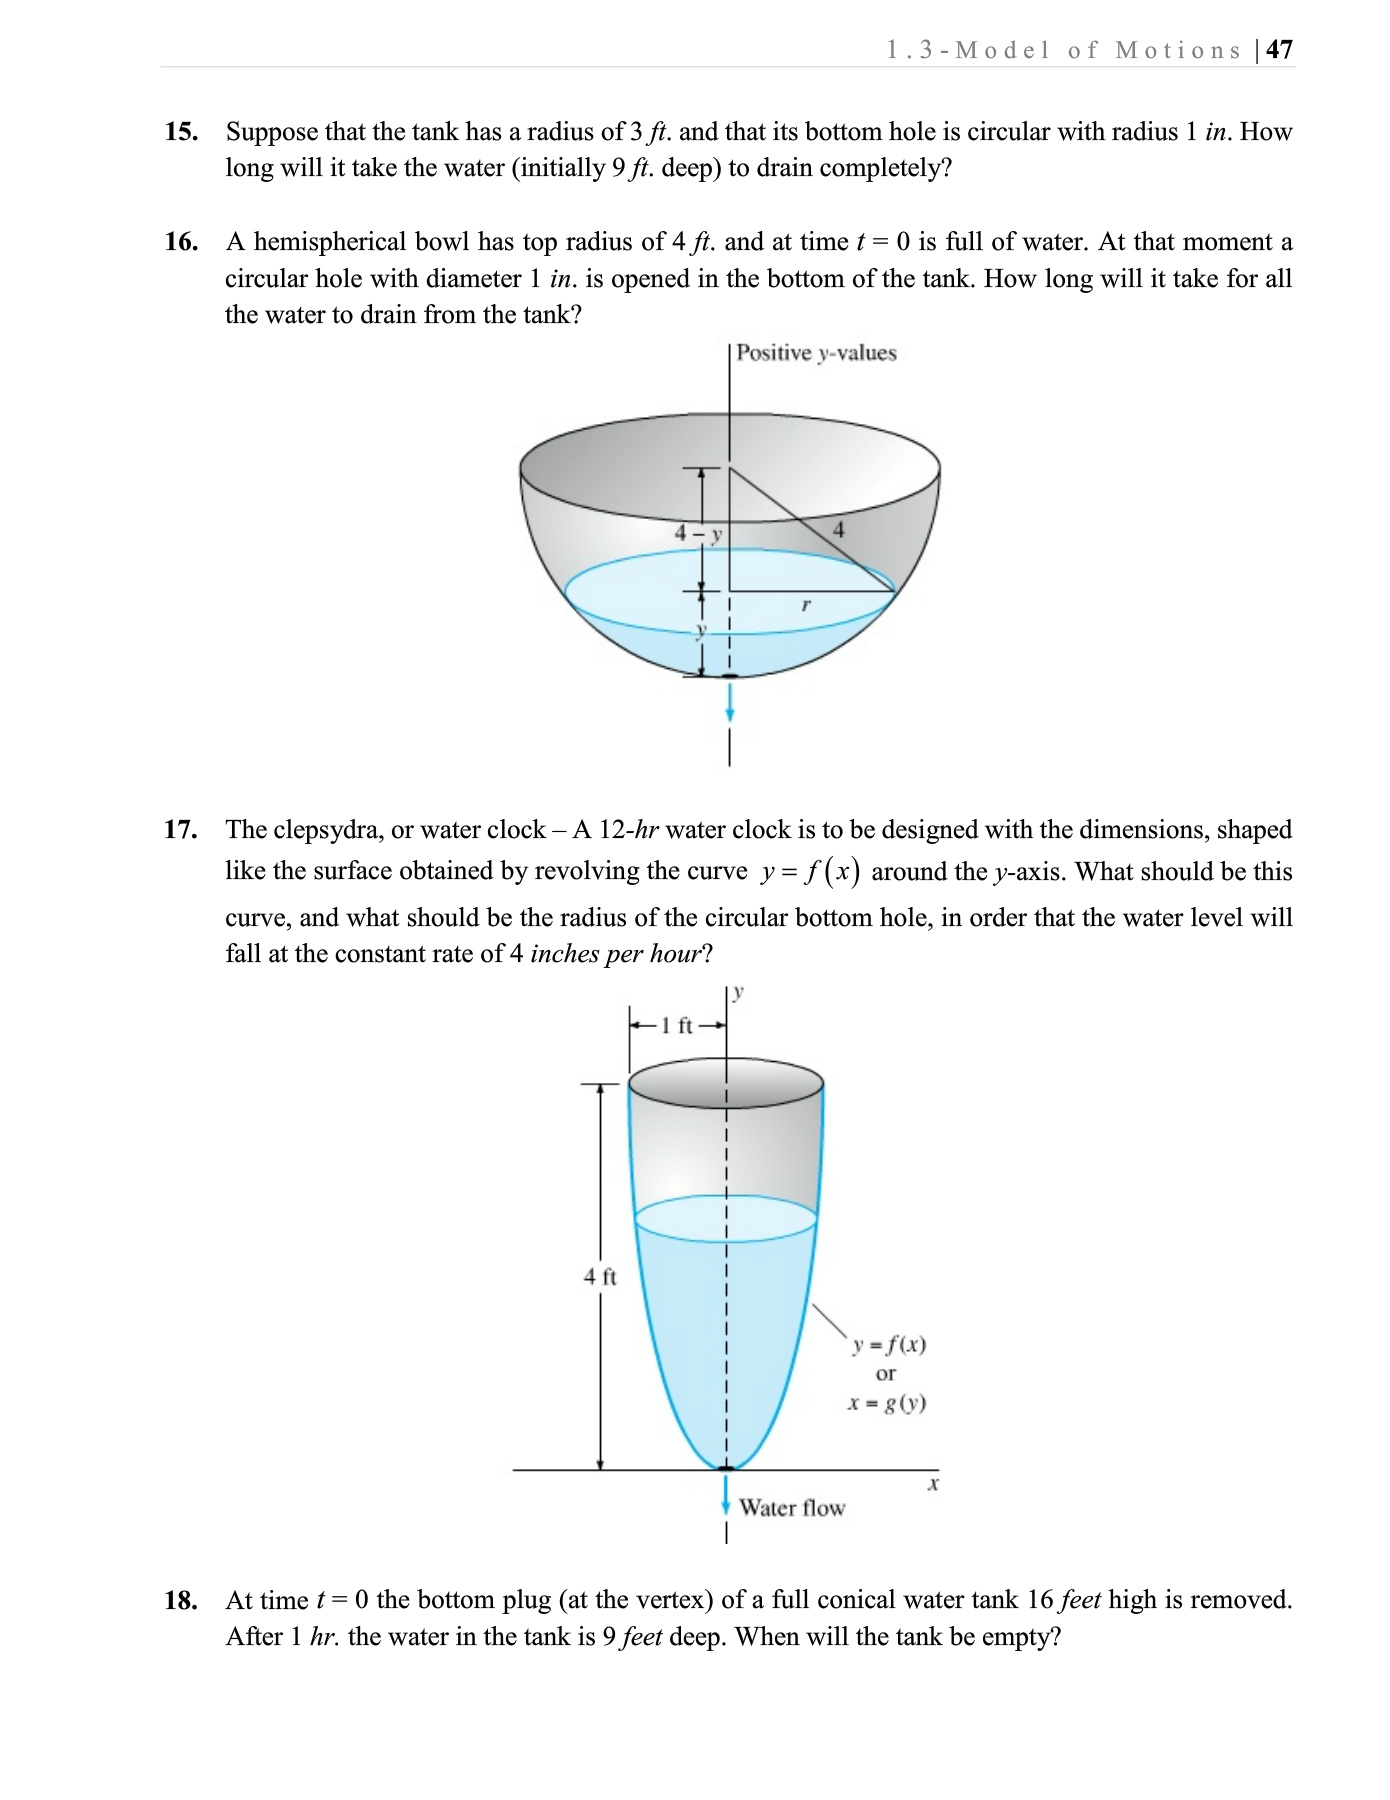 1.3-Model of Motions |47
15. Suppose that the tank has a radius of 3 ft. and that its bottom hole is circular with radius 1 in. How
long will it take the water (initially 9 ft. deep) to drain completely?
16. A hemispherical bowl has top radius of 4 ft. and at time t = 0 is full of water. At that moment a
circular hole with diameter 1 in. is opened in the bottom of the tank. How long will it take for all
the water to drain from the tank?
Positive y-values
4 – y
4
r
y
17. The clepsydra, or water clock – A 12-hr water clock is to be designed with the dimensions, shaped
like the surface obtained by revolving the curve y = f(x) around the y-axis. What should be this
curve, and what should be the radius of the circular bottom hole, in order that the water level will
fall at the constant rate of 4 inches per hour?
y
1 ft
4 ft
y = f(x)
or
x = g(y)
x
Water flow
18. At time t = 0 the bottom plug (at the vertex) of a full conical water tank 16 feet high is removed.
After 1 hr. the water in the tank is 9 feet deep. When will the tank be empty?